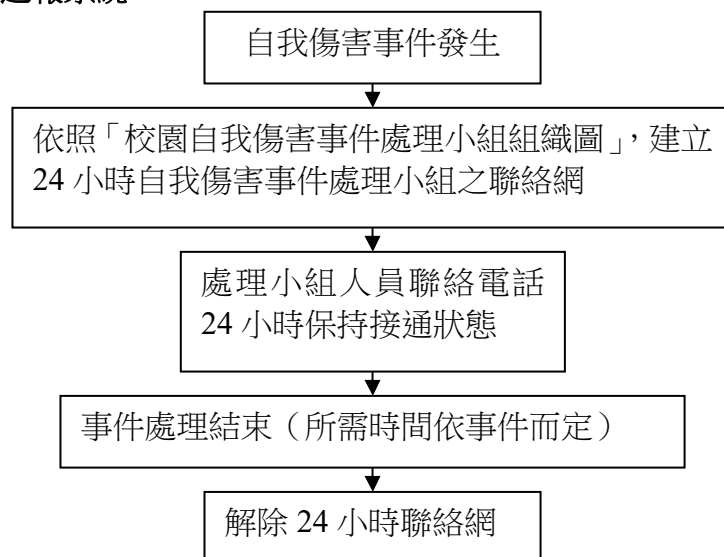 自我傷害事件發生
依照「校園自我傷害事件處理小組組織圖」，建立
24 小時自我傷害事件處理小組之聯絡網
處理小組人員聯絡電話
24 小時保持接通狀態
事件處理結束（所需時間依事件而定）
解除 24 小時聯絡網